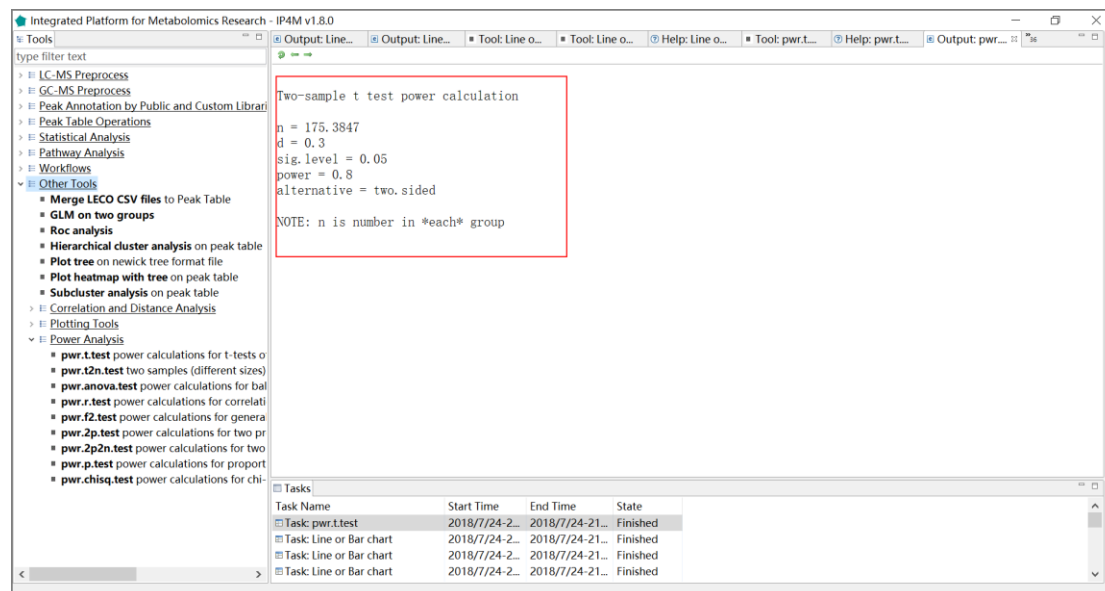 Integrated Platform for Metabolomics Research - IP4M v1.8.0
Tools
type filter text
LC-MS Preprocess
GC-MS Preprocess
Peak Annotation by Public and Custom Librari
Peak Table Operations
Statistical Analysis
Pathway Analysis
Workflows
Other Tools
Merge LECO CSV files to Peak Table
GLM on two groups
Roc analysis
Hierarchical cluster analysis on peak table
Plot tree on newick tree format file
Plot heatmap with tree on peak table
Subcluster analysis on peak table
Correlation and Distance Analysis
Plotting Tools
Power Analysis
pwr.t.test power calculations for t-tests o
pwr.t2n.test two samples (different sizes)
pwr.anova.test power calculations for bal
pwr.r.test power calculations for correlati
pwr.f2.test power calculations for genera
pwr.2p.test power calculations for two pr
pwr.2p2n.test power calculations for two
pwr.p.test power calculations for proport
pwr.chisq.test power calculations for chi-
Output: Line... Output: Line... Tool: Line o... Tool: Line o... Help: Line o... Tool: pwr.t.... Help: pwr.t.... Output: pwr.... 36
Two-sample t test power calculation
n = 175.3847
d = 0.3
sig.level = 0.05
power = 0.8
alternative = two.sided
NOTE: n is number in *each* group
Tasks
Task Name Start Time End Time State
Task: pwr.t.test 2018/7/24-2... 2018/7/24-21... Finished
Task: Line or Bar chart 2018/7/24-2... 2018/7/24-21... Finished
Task: Line or Bar chart 2018/7/24-2... 2018/7/24-21... Finished
Task: Line or Bar chart 2018/7/24-2... 2018/7/24-21... Finished